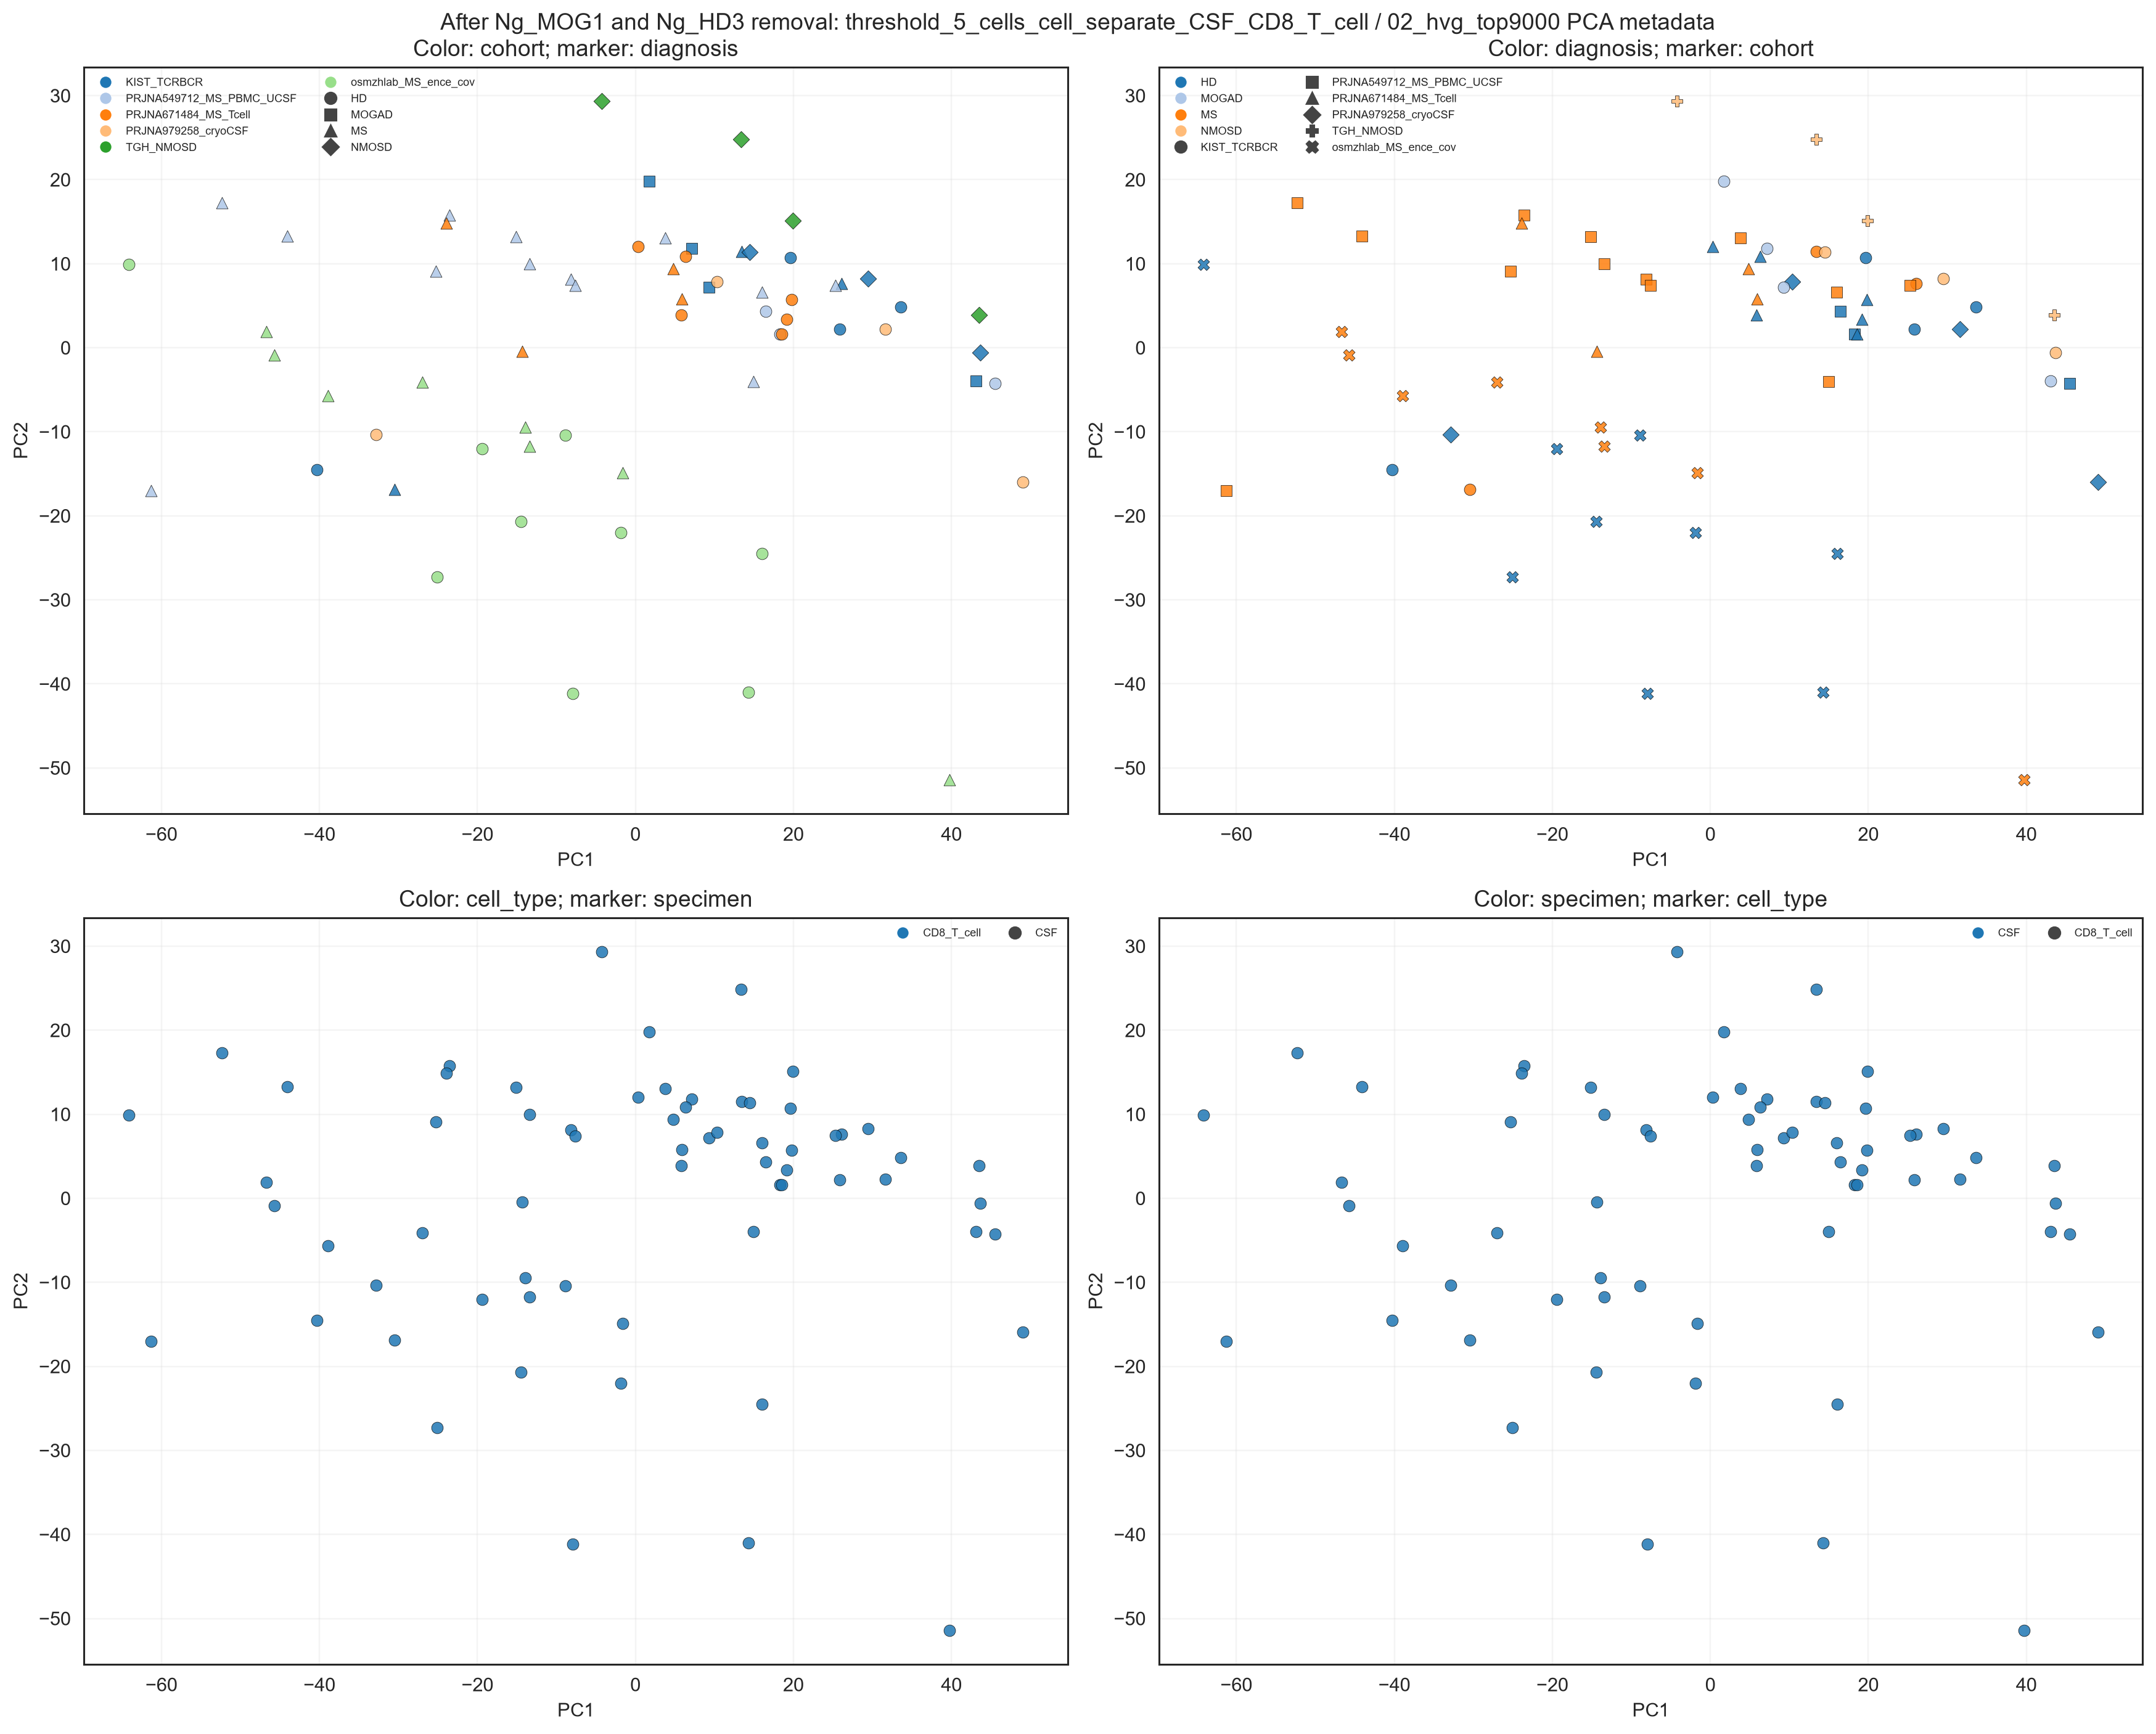 After Ng_MOG1 and Ng_HD3 removal: threshold_5_cells_cell_separate_CSF_CD8_T_cell / 02_hvg_top9000 PCA metadata
Color: cohort; marker: diagnosis
KIST_TCRBCR
PRJNA549712_MS_PBMC_UCSF
PRJNA671484_MS_Tcell
PRJNA979258_cryoCSF
TGH_NMOSD
osmzhlab_MS_ence_cov
HD
MOGAD
MS
NMOSD
30
20
10
0
−10
−20
−30
−40
−50
PC2
−60 −40 −20 0 20 40
PC1
Color: diagnosis; marker: cohort
HD
MOGAD
MS
NMOSD
KIST_TCRBCR
PRJNA549712_MS_PBMC_UCSF
PRJNA671484_MS_Tcell
PRJNA979258_cryoCSF
TGH_NMOSD
osmzhlab_MS_ence_cov
30
20
10
0
−10
−20
−30
−40
−50
PC2
−60 −40 −20 0 20 40
PC1
Color: cell_type; marker: specimen
CD8_T_cell CSF
30
20
10
0
−10
−20
−30
−40
−50
PC2
−60 −40 −20 0 20 40
PC1
Color: specimen; marker: cell_type
CSF CD8_T_cell
30
20
10
0
−10
−20
−30
−40
−50
PC2
−60 −40 −20 0 20 40
PC1